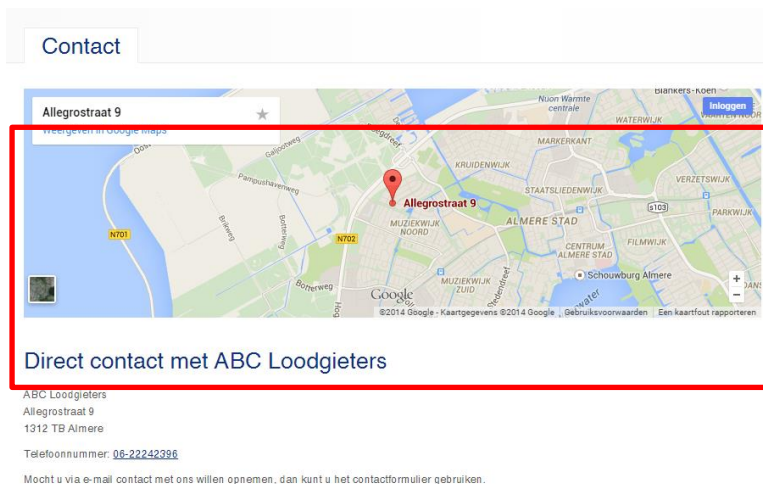 Contact
Allegrostraat 9
Weergeven in Google Maps
Inloggen
Nuon Warmte
centrale
WATERWIJK
MARKERKANT
Galjootweg
KRUIDENWIJK
VERZETSWIJK
Pampushavenweg
STAATSLIEDENWIJK
Allegrostraat 9
s103
PARKWIJK
Botterweg
MUZIEKWIJK
NOORD
ALMERE STAD
N701
N702
CENTRUM
ALMERE STAD
FILMWIJK
Schouwburg Almere
MUZIEKWIJK
ZUID
Botterweg
Google
+
−
©2014 Google - Kaartgegevens ©2014 Google
Gebruiksvoorwaarden
Een kaartfout rapporteren
Direct contact met ABC Loodgieters
ABC Loodgieters
Allegrostraat 9
1312 TB Almere
Telefoonnummer: 06-22242396
Mocht u via e-mail contact met ons willen opnemen, dan kunt u het contactformulier gebruiken.